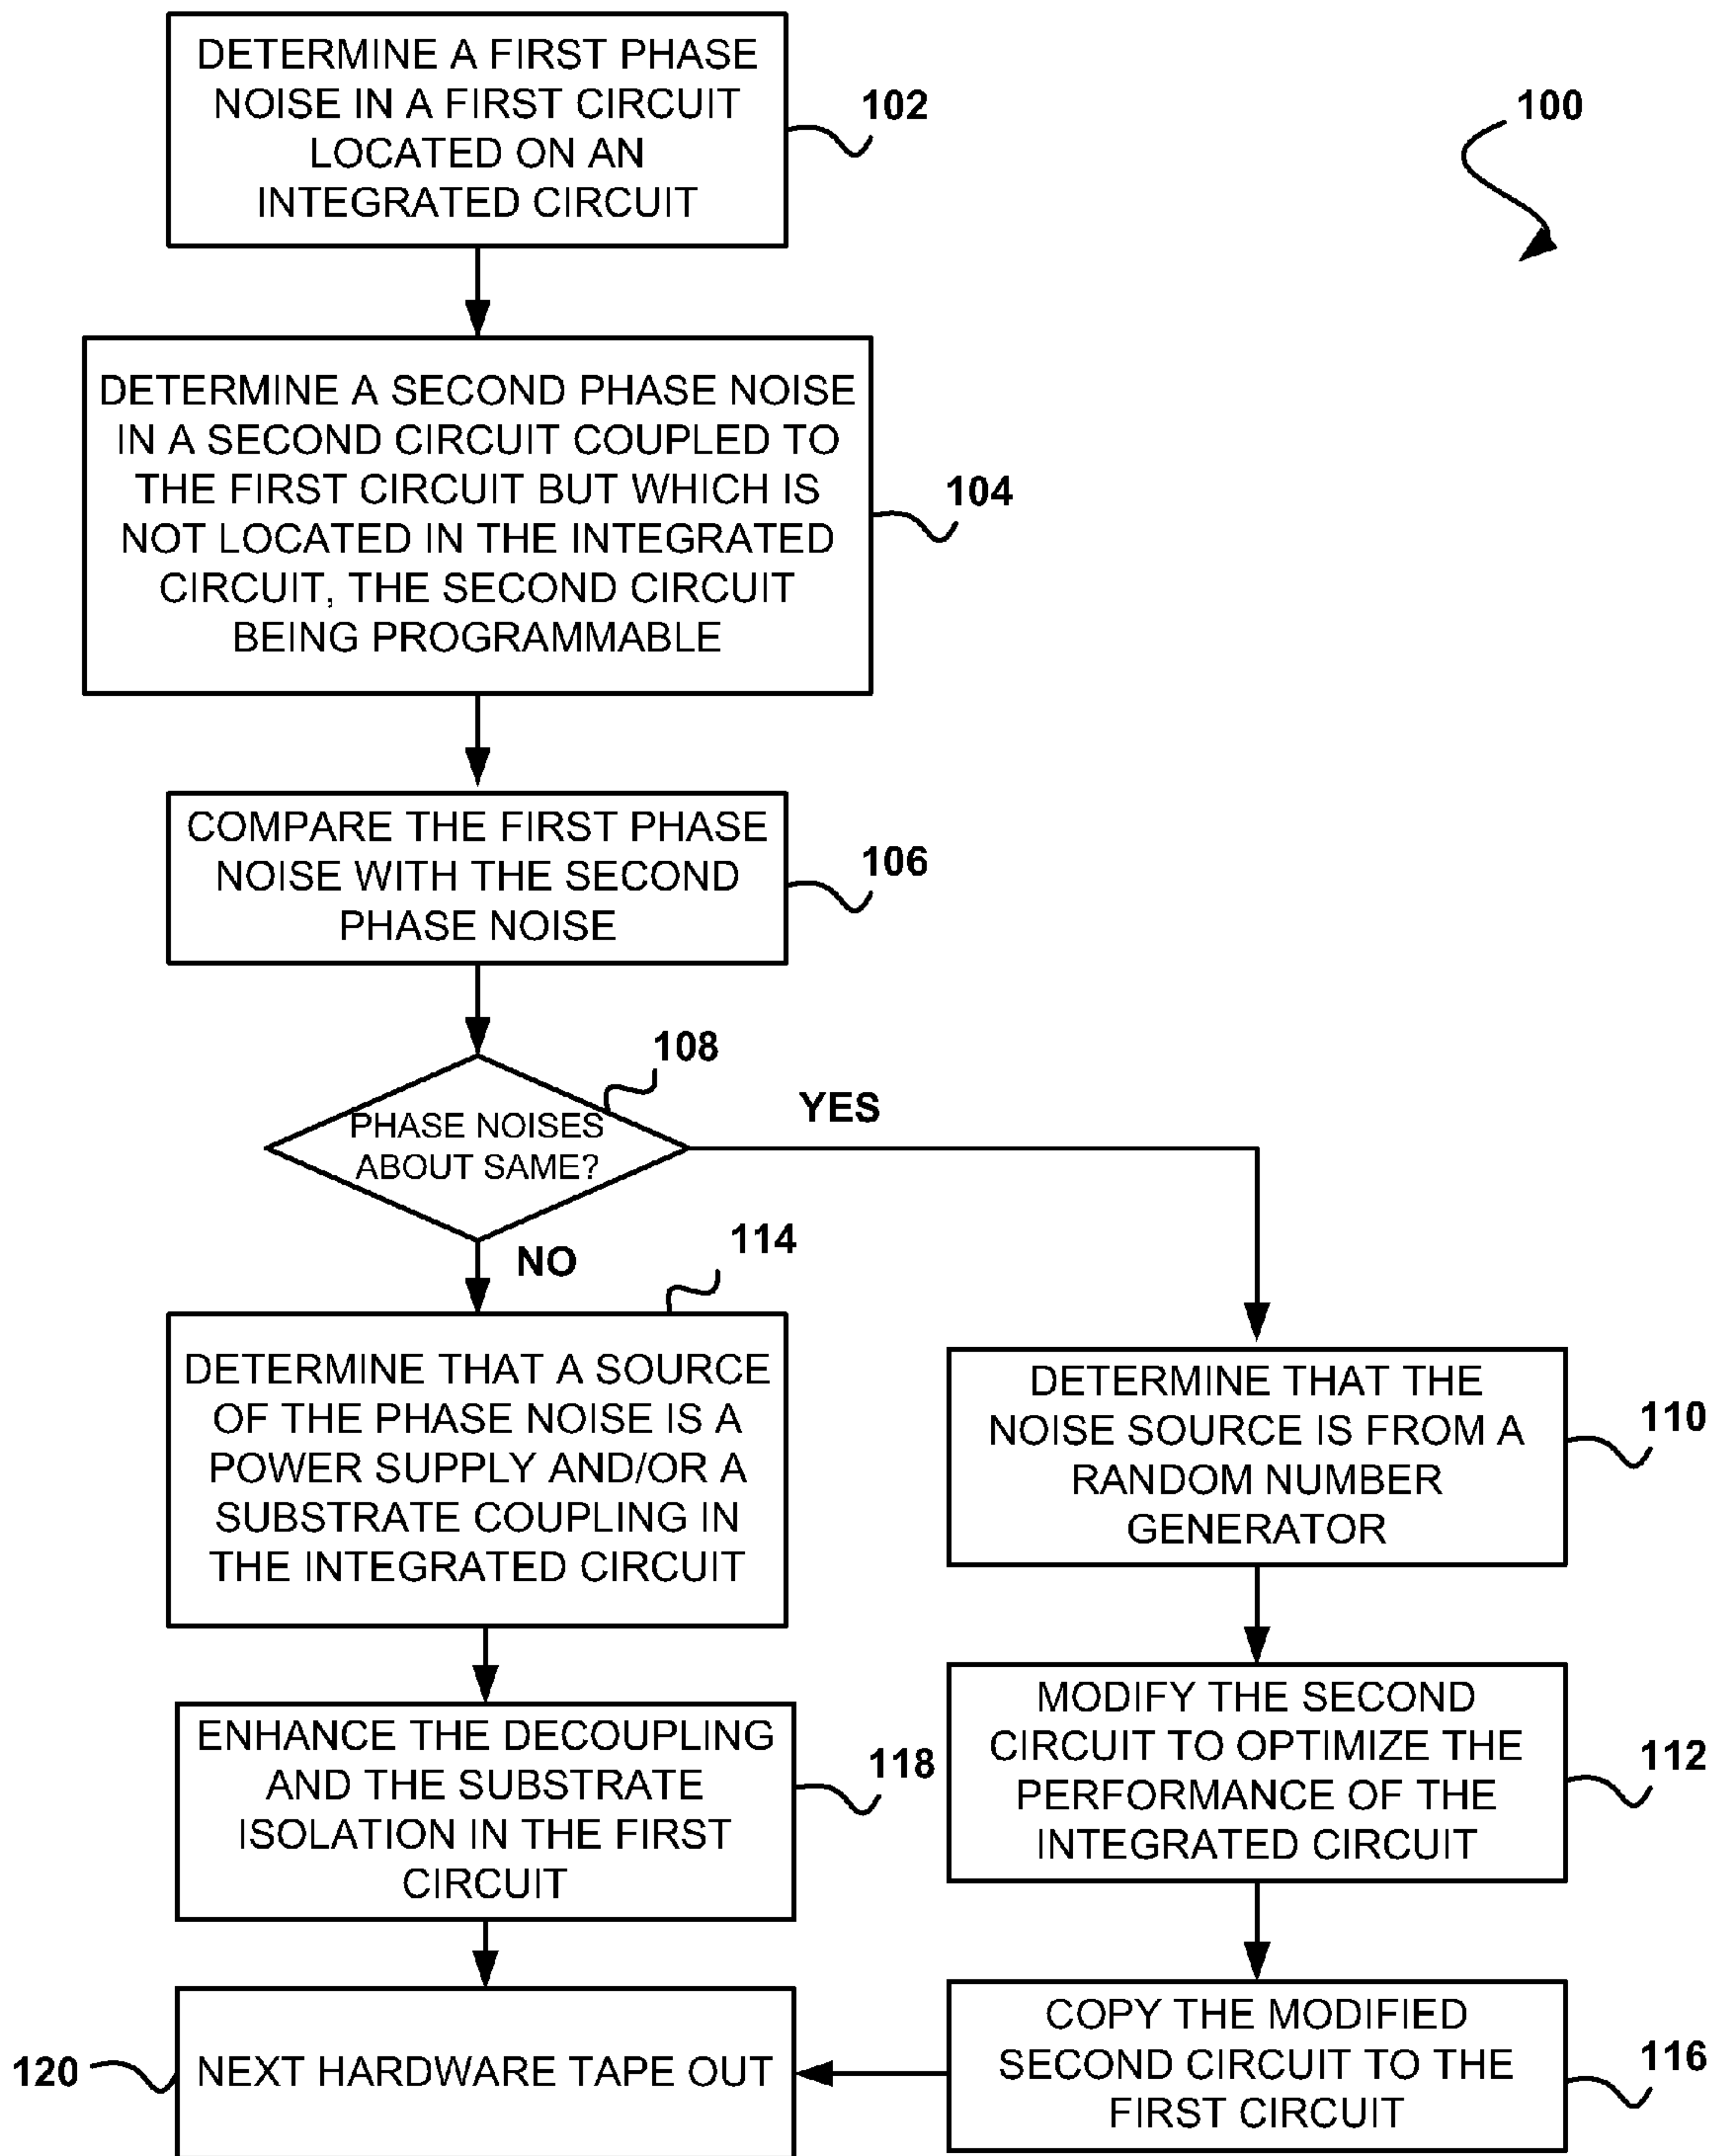 DETERMINE A FIRST PHASE
NOISE IN A FIRST CIRCUIT
LOCATED ON AN
INTEGRATED CIRCUIT
102
100
DETERMINE A SECOND PHASE NOISE
IN A SECOND CIRCUIT COUPLED TO
THE FIRST CIRCUIT BUT WHICH IS
NOT LOCATED IN THE INTEGRATED
CIRCUIT, THE SECOND CIRCUIT
BEING PROGRAMMABLE
104
COMPARE THE FIRST PHASE
NOISE WITH THE SECOND
PHASE NOISE
106
108
PHASE NOISES
ABOUT SAME?
YES
NO
114
DETERMINE THAT A SOURCE
OF THE PHASE NOISE IS A
POWER SUPPLY AND/OR A
SUBSTRATE COUPLING IN
THE INTEGRATED CIRCUIT
DETERMINE THAT THE
NOISE SOURCE IS FROM A
RANDOM NUMBER
GENERATOR
110
ENHANCE THE DECOUPLING
AND THE SUBSTRATE
ISOLATION IN THE FIRST
CIRCUIT
118
MODIFY THE SECOND
CIRCUIT TO OPTIMIZE THE
PERFORMANCE OF THE
INTEGRATED CIRCUIT
112
120
NEXT HARDWARE TAPE OUT
COPY THE MODIFIED
SECOND CIRCUIT TO THE
FIRST CIRCUIT
116